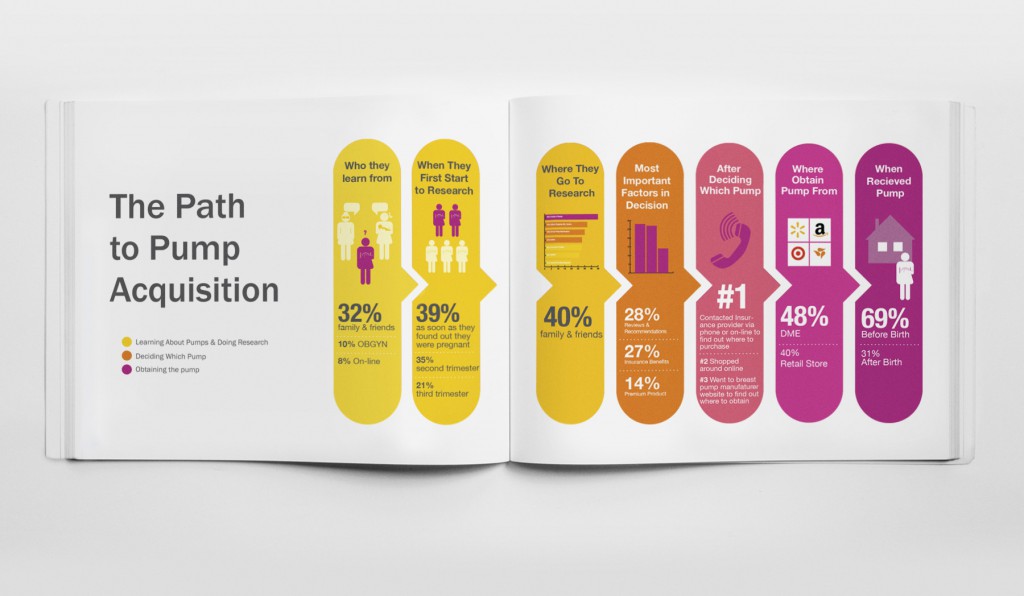 The Path
to Pump
Acquisition
Learning About Pumps & Doing Research
Deciding Which Pump
Obtaining the pump
Who they
learn from
?
32%
family & friends
10% OBGYN
8% On-line
When They
First Start
to Research
39%
as soon as they
found out they
were pregnant
35%
second trimester
21%
third trimester
Where They
Go To
Research
40%
family & friends
Most
Important
Factors in
Decision
28%
Reviews &
Recommendations
27%
Insurance Benefits
14%
Premium Product
After
Deciding
Which Pump
#1
Contacted Insur-
ance provider via
phone or on-line to
find out where to
purchase
#2 Shopped
around online
#3 Went to breast
pump manufaturer
website to find out
where to obtain
Where
Obtain
Pump From
a
48%
DME
40%
Retail Store
When
Recieved
Pump
69%
Before Birth
31%
After Birth